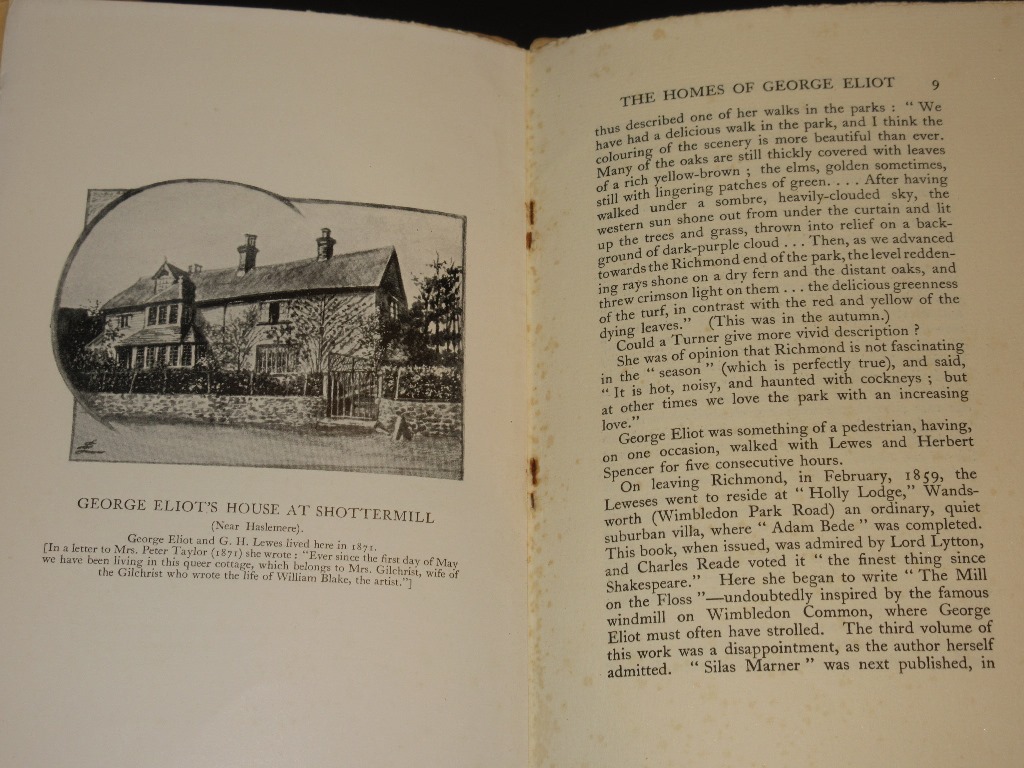 GEORGE ELIOT'S HOUSE AT SHOTTERMILL
(Near Haslemere).
George Eliot and G. H. Lewes lived here in 1871.
[In a letter to Mrs. Peter Taylor (1871) she wrote : "Ever since the first day of May
we have been living in this queer cottage, which belongs to Mrs. Gilchrist, wife of
the Gilchrist who wrote the life of William Blake, the artist."]
THE HOMES OF GEORGE ELIOT 9
thus described one of her walks in the parks : " We
have had a delicious walk in the park, and I think the
colouring of the scenery is more beautiful than ever.
Many of the oaks are still thickly covered with leaves
of a rich yellow-brown ; the elms, golden sometimes,
still with lingering patches of green. . . . After having
walked under a sombre, heavily-clouded sky, the
western sun shone out from under the curtain and lit
up the trees and grass, thrown into relief on a back-
ground of dark-purple cloud . . . Then, as we advanced
towards the Richmond end of the park, the level redden-
ing rays shone on a dry fern and the distant oaks, and
threw crimson light on them . . . the delicious greenness
of the turf, in contrast with the red and yellow of the
dying leaves." (This was in the autumn.)
Could a Turner give more vivid description ?
She was of opinion that Richmond is not fascinating
in the " season " (which is perfectly true), and said,
" It is hot, noisy, and haunted with cockneys ; but
at other times we love the park with an increasing
love."
George Eliot was something of a pedestrian, having,
on one occasion, walked with Lewes and Herbert
Spencer for five consecutive hours.
On leaving Richmond, in February, 1859, the
Leweses went to reside at " Holly Lodge," Wands-
worth (Wimbledon Park Road) an ordinary, quiet
suburban villa, where " Adam Bede " was completed.
This book, when issued, was admired by Lord Lytton,
and Charles Reade voted it " the finest thing since
Shakespeare." Here she began to write " The Mill
on the Floss "—undoubtedly inspired by the famous
windmill on Wimbledon Common, where George
Eliot must often have strolled. The third volume of
this work was a disappointment, as the author herself
admitted. " Silas Marner " was next published, in